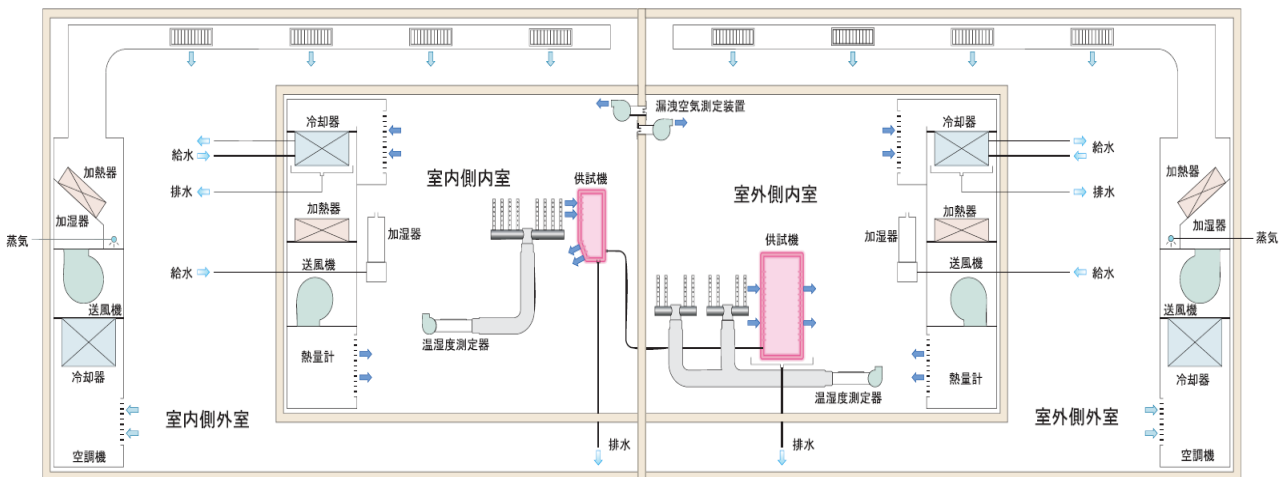 漏洩空気測定装置
冷却器
冷却器
給水
給水
加熱器
室内側内室
供試機
室外側内室
加熱器
排水
排水
加熱器
加熱器
加湿器
加湿器
加湿器
加湿器
供試機
蒸気
蒸気
送風機
送風機
給水
給水
送風機
送風機
温湿度測定器
熱量計
熱量計
冷却器
冷却器
温湿度測定器
室内側外室
室外側外室
排水
排水
空調機
空調機